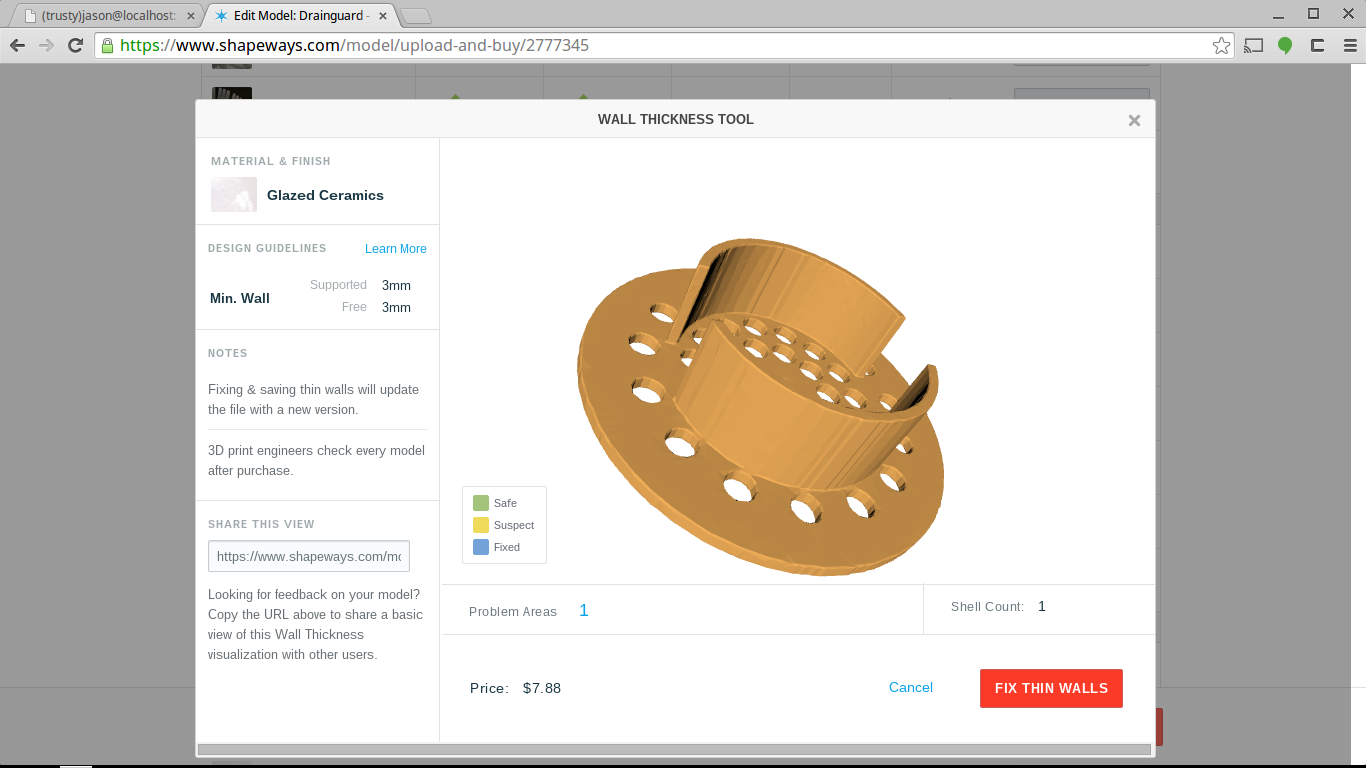 (trusty)jason@localhost:
Edit Model: Drainguard -
https://www.shapeways.com/model/upload-and-buy/2777345
WALL THICKNESS TOOL
MATERIAL & FINISH
Glazed Ceramics
DESIGN GUIDELINES Learn More
Min. Wall
Supported 3mm
Free 3mm
NOTES
Fixing & saving thin walls will update
the file with a new version.
3D print engineers check every model
after purchase.
SHARE THIS VIEW
https://www.shapeways.com/mo
Looking for feedback on your model?
Copy the URL above to share a basic
view of this Wall Thickness
visualization with other users.
Safe
Suspect
Fixed
Problem Areas 1
Shell Count: 1
Price: $7.88
Cancel
FIX THIN WALLS